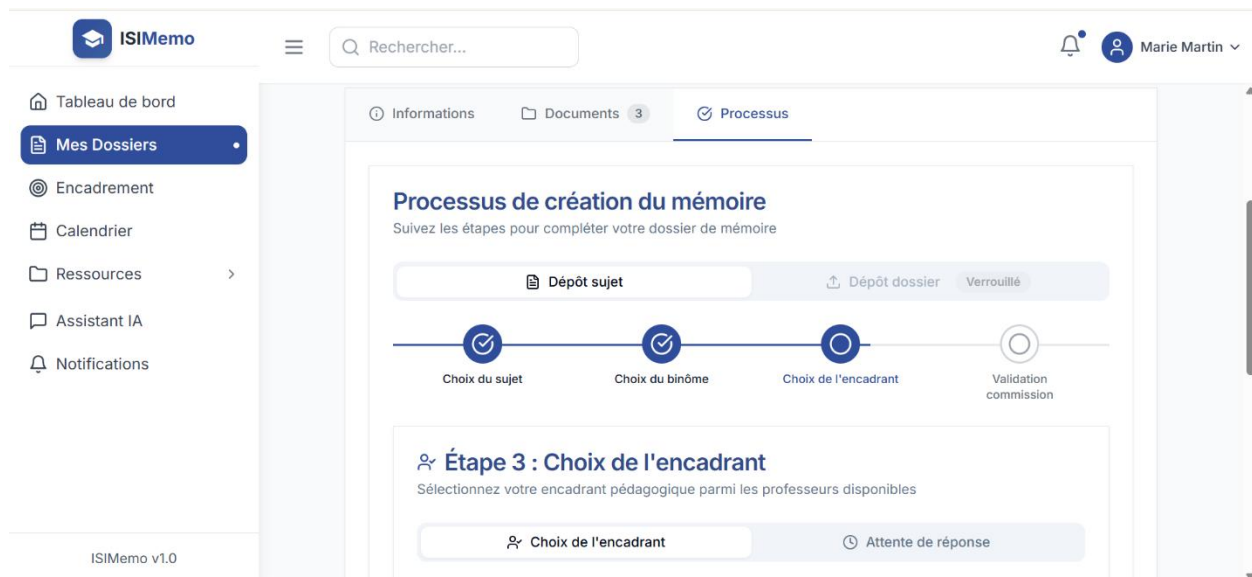 ISIMemo
Rechercher...
Marie Martin
Tableau de bord
Mes Dossiers
Encadrement
Calendrier
Ressources
Assistant IA
Notifications
ISIMemo v1.0
Informations
Documents 3
Processus
Processus de création du mémoire
Suivez les étapes pour compléter votre dossier de mémoire
Dépôt sujet
Dépôt dossier Verrouillé
Choix du sujet
Choix du binôme
Choix de l'encadrant
Validation
commission
Étape 3 : Choix de l'encadrant
Sélectionnez votre encadrant pédagogique parmi les professeurs disponibles
Choix de l'encadrant
Attente de réponse